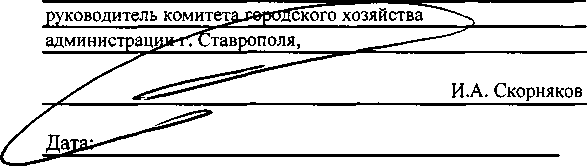 руководитель комитета городского хозяйства
администрации г. Ставрополя,
И.А. Скорняков
Дата: